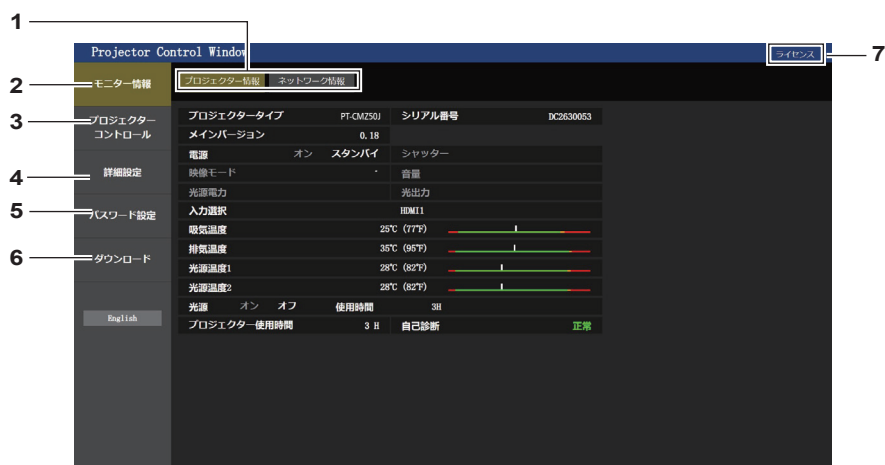 1
Projector Control Window
ライセンス
7
2
モニター情報
プロジェクター情報 ネットワーク情報
3
プロジェクター
コントロール
4
詳細設定
5
パスワード設定
6
ダウンロード
English
プロジェクタータイプ PT-CMZ50J シリアル番号 DC2630053
メインバージョン 0.18
電源 オン スタンバイ シャッター
映像モード - 音量
光源電力 光出力
入力選択 HDMI1
吸気温度 25℃ (77℉)
排気温度 35℃ (95℉)
光源温度1 28℃ (82℉)
光源温度2 28℃ (82℉)
光源 オン オフ 使用時間 3H
プロジェクター使用時間 3 H 自己診断 正常